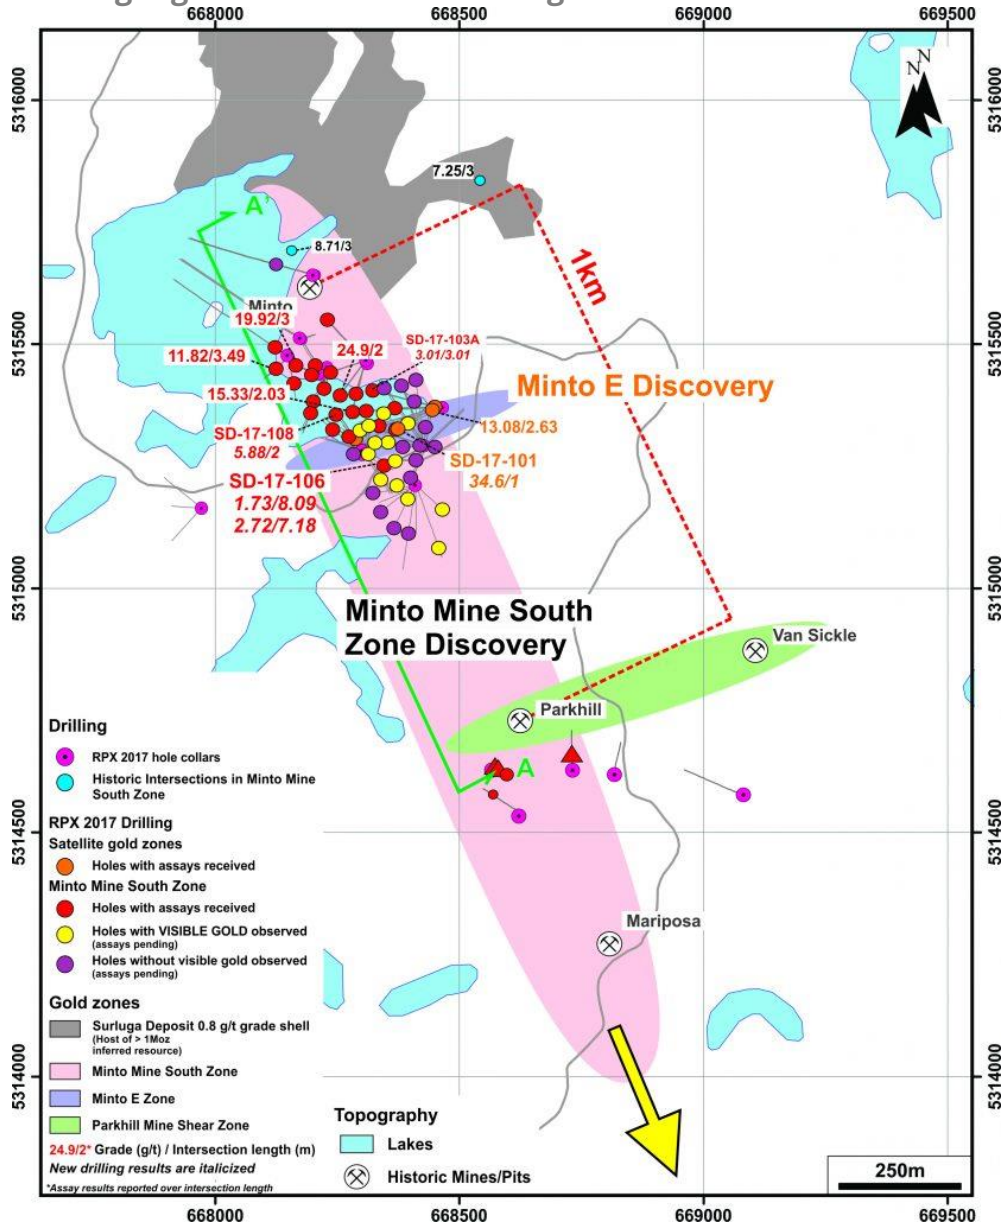 668000 668500 669000 669500
N N
5316000 5316000
7.25/3
A'
8.71/3
1km
Minto
19.92/3
5315500 5315500
SD-17-103A
3.01/3.01
24.9/2
11.82/3.49
Minto E Discovery
15.33/2.03
13.08/2.63
SD-17-108
5.88/2
SD-17-101
34.6/1
SD-17-106
1.73/8.09
2.72/7.18
5315000 5315000
Minto Mine South
Zone Discovery
Van Sickle
Parkhill
A
5314500 5314500
Mariposa
5314000 5314000
Drilling
RPX 2017 hole collars
Historic Intersections in Minto Mine
South Zone
RPX 2017 Drilling
Satellite gold zones
Holes with assays received
Minto Mine South Zone
Holes with assays received
Holes with VISIBLE GOLD observed
(assays pending)
Holes without visible gold observed
(assays pending)
Gold zones
Surluga Deposit 0.8 g/t grade shell
(Host of > 1Moz
inferred resource)
Minto Mine South Zone
Minto E Zone
Parkhill Mine Shear Zone
24.9/2* Grade (g/t) / Intersection length (m)
New drilling results are italicized
*Assay results reported over intersection length
Topography
Lakes
Historic Mines/Pits
250m
668000 668500 669000 669500